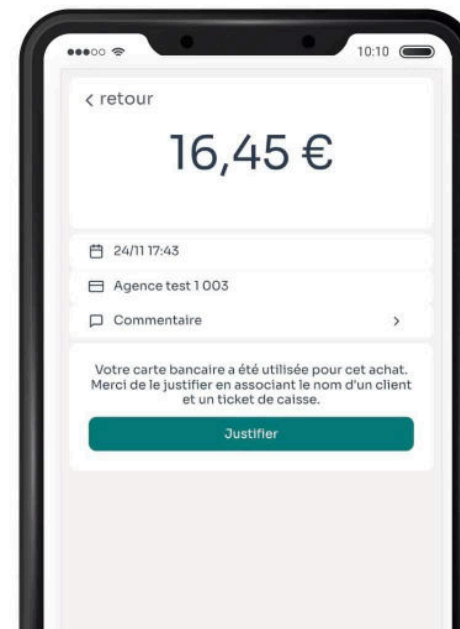 10:10
retour
16,45 €
24/11 17:43
Agence test 1 003
Commentaire
Votre carte bancaire a été utilisée pour cet achat.
Merci de le justifier en associant le nom d'un client
et un ticket de caisse.
Justifier